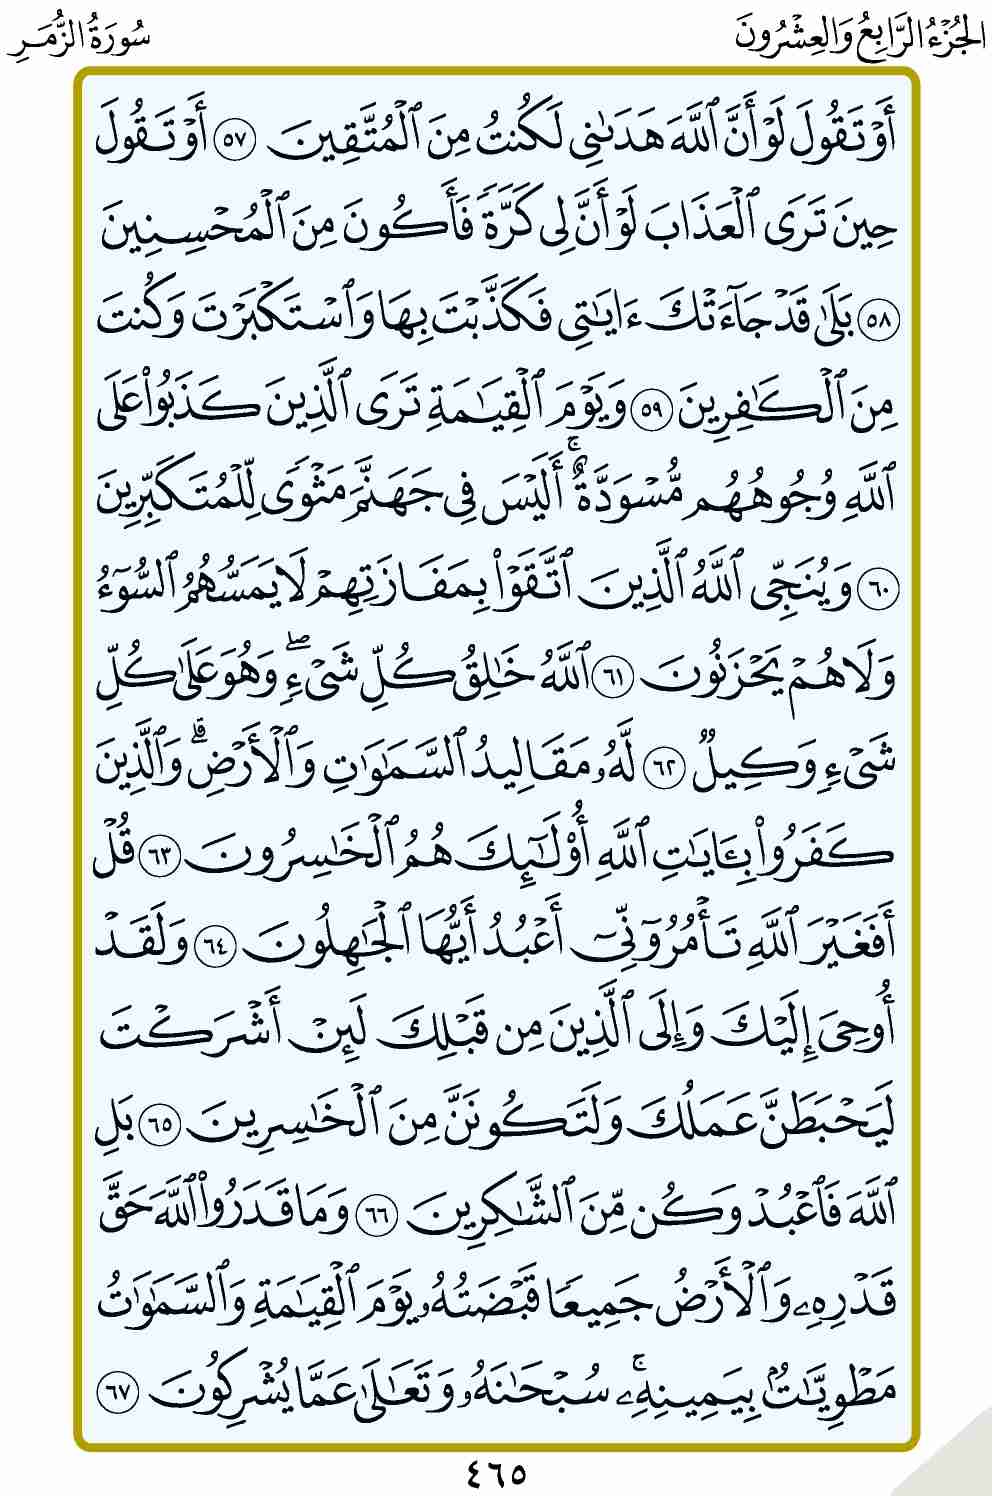 الجُزْءُ الرَّابِعُ وَالعِشْرُونَ
سُورَةُ الزُّمَرِ
أَوْ تَقُولَ لَوْ أَنَّ ٱللَّهَ هَدَىٰنِي لَكُنتُ مِنَ ٱلْمُتَّقِينَ ٥٧ أَوْ تَقُولَ
حِينَ تَرَى ٱلْعَذَابَ لَوْ أَنَّ لِي كَرَّةً فَأَكُونَ مِنَ ٱلْمُحْسِنِينَ
٥٨ بَلَىٰ قَدْ جَآءَتْكَ ءَايَٰتِي فَكَذَّبْتَ بِهَا وَٱسْتَكْبَرْتَ وَكُنتَ
مِنَ ٱلْكَٰفِرِينَ ٥٩ وَيَوْمَ ٱلْقِيَٰمَةِ تَرَى ٱلَّذِينَ كَذَبُوا۟ عَلَى
ٱللَّهِ وُجُوهُهُم مُّسْوَدَّةٌ ۚ أَلَيْسَ فِي جَهَنَّمَ مَثْوًى لِّلْمُتَكَبِّرِينَ
٦٠ وَيُنَجِّي ٱللَّهُ ٱلَّذِينَ ٱتَّقَوْا۟ بِمَفَازَتِهِمْ لَا يَمَسُّهُمُ ٱلسُّوٓءُ
وَلَا هُمْ يَحْزَنُونَ ٦١ ٱللَّهُ خَٰلِقُ كُلِّ شَىْءٍ ۖ وَهُوَ عَلَىٰ كُلِّ
شَىْءٍ وَكِيلٌ ٦٢ لَّهُۥ مَقَالِيدُ ٱلسَّمَٰوَٰتِ وَٱلْأَرْضِ ۗ وَٱلَّذِينَ
كَفَرُوا۟ بِـَٔايَٰتِ ٱللَّهِ أُو۟لَٰٓئِكَ هُمُ ٱلْخَٰسِرُونَ ٦٣ قُلْ
أَفَغَيْرَ ٱللَّهِ تَأْمُرُوٓنِّىٓ أَعْبُدُ أَيُّهَا ٱلْجَٰهِلُونَ ٦٤ وَلَقَدْ
أُوحِىَ إِلَيْكَ وَإِلَى ٱلَّذِينَ مِن قَبْلِكَ لَئِنْ أَشْرَكْتَ
لَيَحْبَطَنَّ عَمَلُكَ وَلَتَكُونَنَّ مِنَ ٱلْخَٰسِرِينَ ٦٥ بَلِ
ٱللَّهَ فَٱعْبُدْ وَكُن مِّنَ ٱلشَّٰكِرِينَ ٦٦ وَمَا قَدَرُوا۟ ٱللَّهَ حَقَّ
قَدْرِهِۦ وَٱلْأَرْضُ جَمِيعًا قَبْضَتُهُۥ يَوْمَ ٱلْقِيَٰمَةِ وَٱلسَّمَٰوَٰتُ
مَطْوِيَّٰتٌۢ بِيَمِينِهِۦ ۚ سُبْحَٰنَهُۥ وَتَعَٰلَىٰ عَمَّا يُشْرِكُونَ ٦٧
٤٦٥